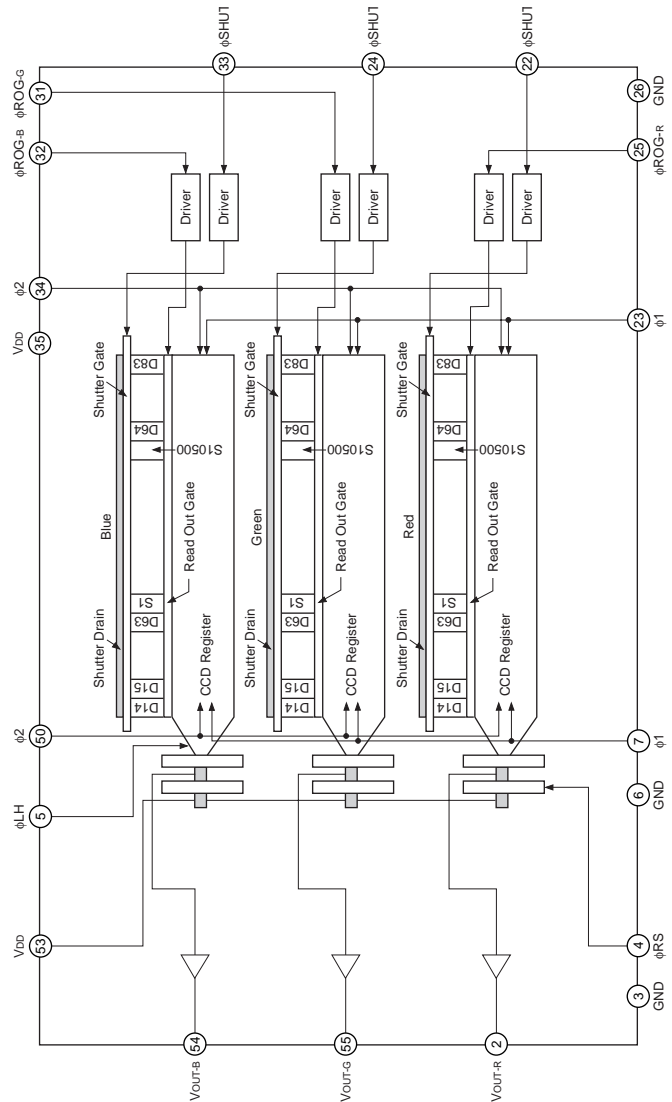 VOUT-R VOUT-G VOUT-B
2 55 54
GND 3
φRS 4
53 VDD
GND 6
5 φLH
φ1 7
50 φ2
D14 D14 D14
D15 D15 D15
CCD Register CCD Register CCD Register
Shutter Drain Shutter Drain Shutter Drain
D63 D63 D63
S1 S1 S1
Read Out Gate Read Out Gate Read Out Gate
Red Green Blue
S10500 S10500 S10500
D64 D64 D64
Shutter Gate Shutter Gate Shutter Gate
D83 D83 D83
φ1 23
35 VDD
34 φ2
Driver Driver Driver Driver Driver Driver
φROG-R 25
32 φROG-B
GND 26
31 φROG-G
22 24 33
φSHUT φSHUT φSHUT